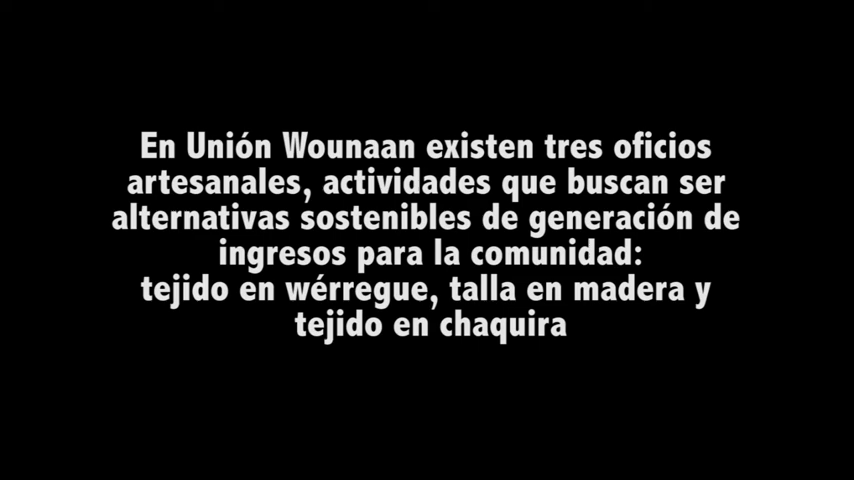 En Unión Wounaan existen tres oficios
artesanales, actividades que buscan ser
alternativas sostenibles de generación de
ingresos para la comunidad:
tejido en wérregue, talla en madera y
tejido en chaquira